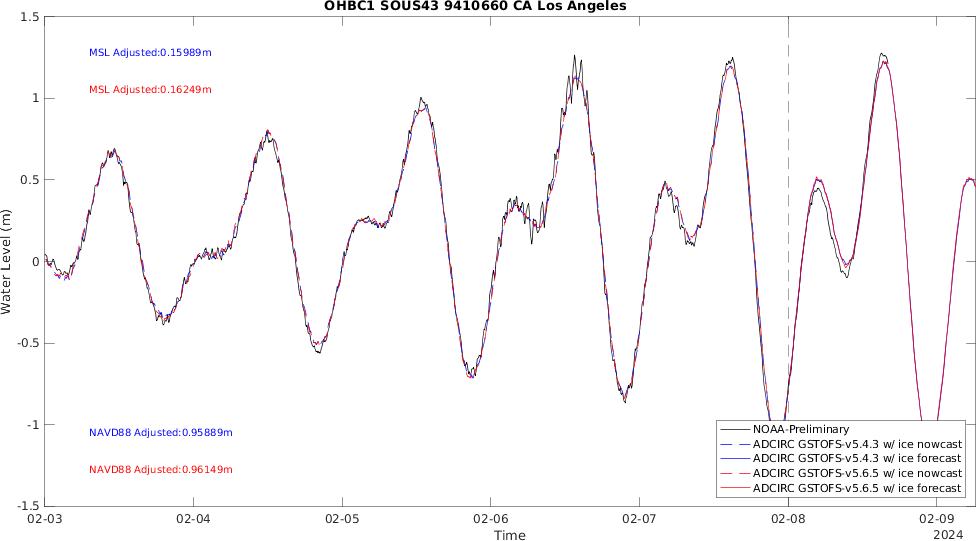 OHBC1 SOUS43 9410660 CA Los Angeles
1.5
MSL Adjusted:0.15989m
1
MSL Adjusted:0.16249m
0.5
Water Level (m)
0
-0.5
-1
NAVD88 Adjusted:0.95889m
NOAA-Preliminary
ADCIRC GSTOFS-v5.4.3 w/ ice nowcast
ADCIRC GSTOFS-v5.4.3 w/ ice forecast
NAVD88 Adjusted:0.96149m
ADCIRC GSTOFS-v5.6.5 w/ ice nowcast
ADCIRC GSTOFS-v5.6.5 w/ ice forecast
-1.5
02-03 02-04 02-05 02-06 02-07 02-08 02-09
Time
2024